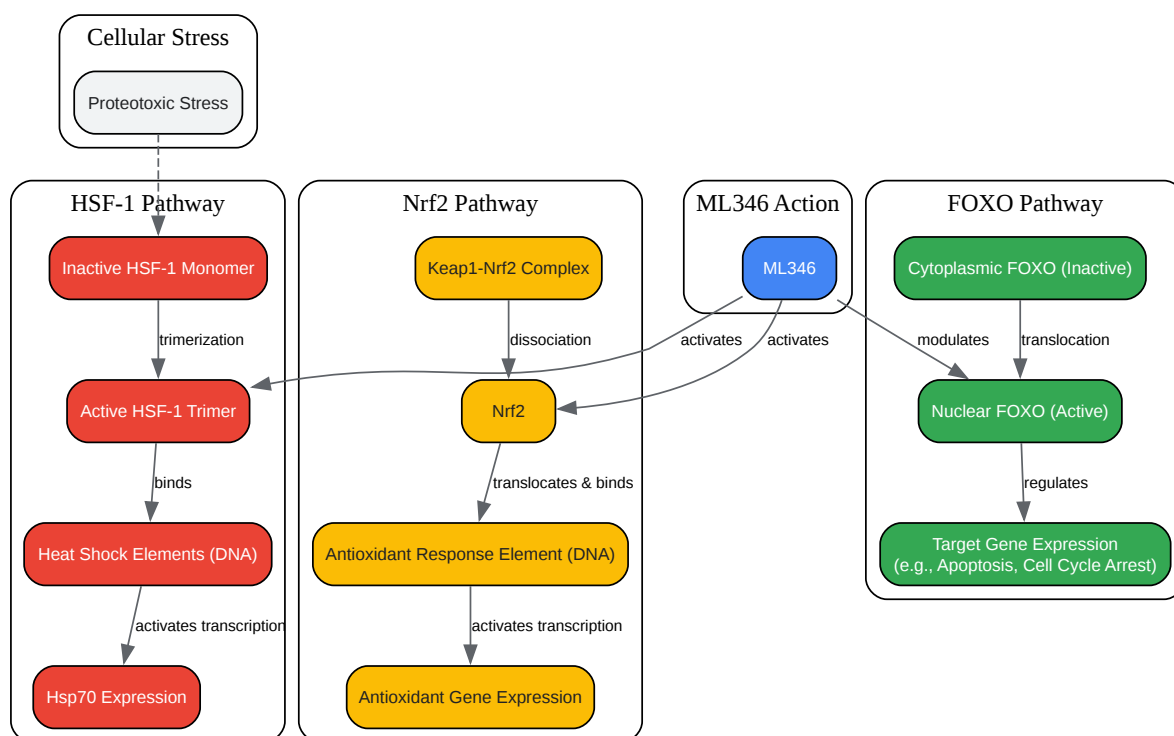 Cellular Stress
Proteotoxic Stress
HSF-1 Pathway
Nrf2 Pathway
ML346 Action
FOXO Pathway
Inactive HSF-1 Monomer
Keap1-Nrf2 Complex
ML346
Cytoplasmic FOXO (Inactive)
trimerization
dissociation
activates
activates
modulates
translocation
Active HSF-1 Trimer
Nrf2
Nuclear FOXO (Active)
binds
translocates & binds
regulates
Heat Shock Elements (DNA)
Antioxidant Response Element (DNA)
Target Gene Expression
(e.g., Apoptosis, Cell Cycle Arrest)
activates transcription
activates transcription
Hsp70 Expression
Antioxidant Gene Expression